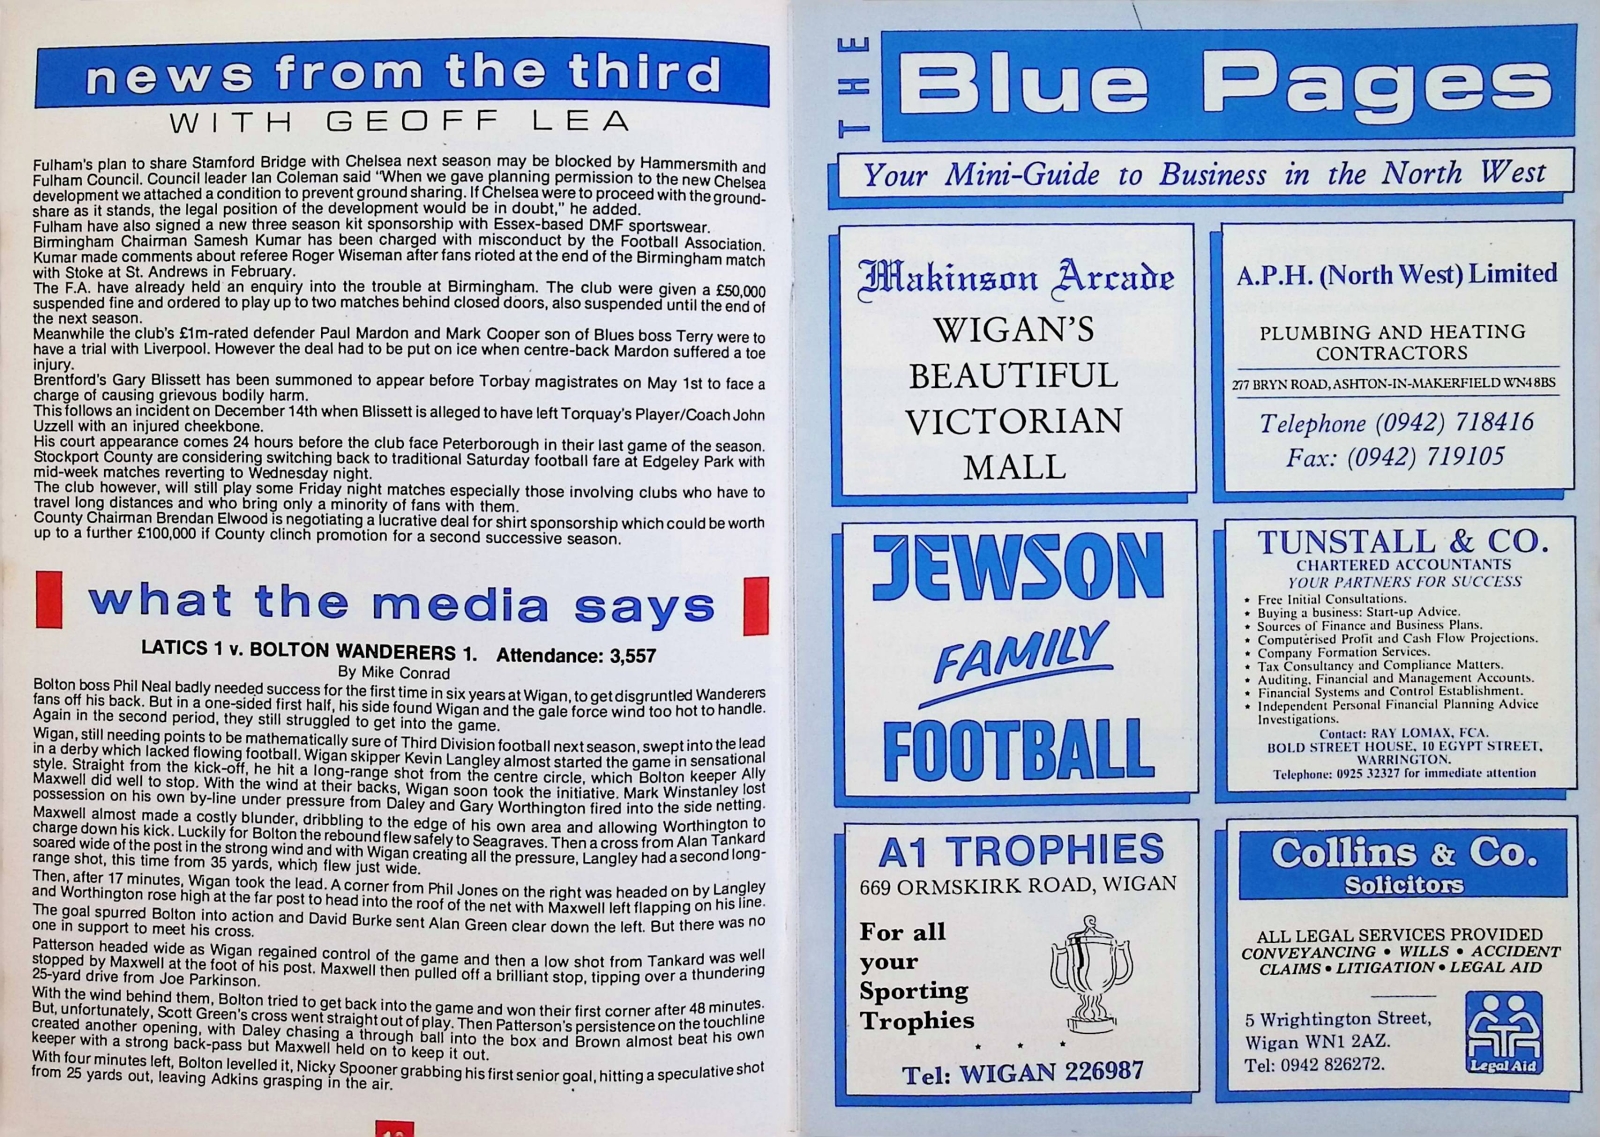 news from the third
WITH GEOFF LEA
Fulham's plan to share Stamford Bridge with Chelsea next season may be blocked by Hammersmith and
Fulham Council. Council leader Ian Coleman said "When we gave planning permission to the new Chelsea
development we attached a condition to prevent ground sharing. If Chelsea were to proceed with the ground-
share as it stands, the legal position of the development would be in doubt," he added.
Fulham have also signed a new three season kit sponsorship with Essex-based DMF sportswear.
Birmingham Chairman Samesh Kumar has been charged with misconduct by the Football Association.
Kumar made comments about referee Roger Wiseman after fans rioted at the end of the Birmingham match
with Stoke at St. Andrews in February.
The F.A. have already held an enquiry into the trouble at Birmingham. The club were given a £50,000
suspended fine and ordered to play up to two matches behind closed doors, also suspended until the end of
the next season.
Meanwhile the club's £1m-rated defender Paul Mardon and Mark Cooper son of Blues boss Terry were to
have a trial with Liverpool. However the deal had to be put on ice when centre-back Mardon suffered a toe
injury.
Brentford's Gary Blissett has been summoned to appear before Torbay magistrates on May 1st to face a
charge of causing grievous bodily harm.
This follows an incident on December 14th when Blissett is alleged to have left Torquay's Player/Coach John
Uzzell with an injured cheekbone.
His court appearance comes 24 hours before the club face Peterborough in their last game of the season.
Stockport County are considering switching back to traditional Saturday football fare at Edgeley Park with
mid-week matches reverting to Wednesday night.
The club however, will still play some Friday night matches especially those involving clubs who have to
travel long distances and who bring only a minority of fans with them.
County Chairman Brendan Elwood is negotiating a lucrative deal for shirt sponsorship which could be worth
up to a further £100,000 if County clinch promotion for a second successive season.
what the media says
LATICS 1 v. BOLTON WANDERERS 1. Attendance: 3,557
By Mike Conrad
Bolton boss Phil Neal badly needed success for the first time in six years at Wigan, to get disgruntled Wanderers
fans off his back. But in a one-sided first half, his side found Wigan and the gale force wind too hot to handle.
Again in the second period, they still struggled to get into the game.
Wigan, still needing points to be mathematically sure of Third Division football next season, swept into the lead
in a derby which lacked flowing football. Wigan skipper Kevin Langley almost started the game in sensational
style. Straight from the kick-off, he hit a long-range shot from the centre circle, which Bolton keeper Ally
Maxwell did well to stop. With the wind at their backs, Wigan soon took the initiative. Mark Winstanley lost
possession on his own by-line under pressure from Daley and Gary Worthington fired into the side netting.
Maxwell almost made a costly blunder, dribbling to the edge of his own area and allowing Worthington to
charge down his kick. Luckily for Bolton the rebound flew safely to Seagraves. Then a cross from Alan Tankard
soared wide of the post in the strong wind and with Wigan creating all the pressure, Langley had a second long-
range shot, this time from 35 yards, which flew just wide.
Then, after 17 minutes, Wigan took the lead. A corner from Phil Jones on the right was headed on by Langley
and Worthington rose high at the far post to head into the roof of the net with Maxwell left flapping on his line.
The goal spurred Bolton into action and David Burke sent Alan Green clear down the left. But there was no
one in support to meet his cross.
Patterson headed wide as Wigan regained control of the game and then a low shot from Tankard was well
stopped by Maxwell at the foot of his post. Maxwell then pulled off a brilliant stop, tipping over a thundering
25-yard drive from Joe Parkinson.
With the wind behind them, Bolton tried to get back into the game and won their first corner after 48 minutes.
But, unfortunately, Scott Green's cross went straight out of play. Then Patterson's persistence on the touchline
created another opening, with Daley chasing a through ball into the box and Brown almost beat his own
keeper with a strong back-pass but Maxwell held on to keep it out.
With four minutes left, Bolton levelled it, Nicky Spooner grabbing his first senior goal, hitting a speculative shot
from 25 yards out, leaving Adkins grasping in the air.
THE
Blue Pages
Your Mini-Guide to Business in the North West
Makinson Arcade
WIGAN'S
BEAUTIFUL
VICTORIAN
MALL
A.P.H. (North West) Limited
PLUMBING AND HEATING
CONTRACTORS
277 BRYN ROAD, ASHTON-IN-MAKERFIELD WN4 8BS
Telephone (0942) 718416
Fax: (0942) 719105
JEWSON
FAMILY
FOOTBALL
TUNSTALL & CO.
CHARTERED ACCOUNTANTS
YOUR PARTNERS FOR SUCCESS
* Free Initial Consultations.
* Buying a business: Start-up Advice.
* Sources of Finance and Business Plans.
* Computerised Profit and Cash Flow Projections.
* Company Formation Services.
* Tax Consultancy and Compliance Matters.
* Auditing, Financial and Management Accounts.
* Financial Systems and Control Establishment.
* Independent Personal Financial Planning Advice
Investigations.
Contact: RAY LOMAX, FCA.
BOLD STREET HOUSE, 10 EGYPT STREET,
WARRINGTON.
Telephone: 0925 32327 for immediate attention
A1 TROPHIES
669 ORMSKIRK ROAD, WIGAN
For all
your
Sporting
Trophies
* * *
Tel: WIGAN 226987
Collins & Co.
Solicitors
ALL LEGAL SERVICES PROVIDED
CONVEYANCING • WILLS • ACCIDENT
CLAIMS • LITIGATION • LEGAL AID
5 Wrightington Street,
Wigan WN1 2AZ.
Tel: 0942 826272.
Legal Aid